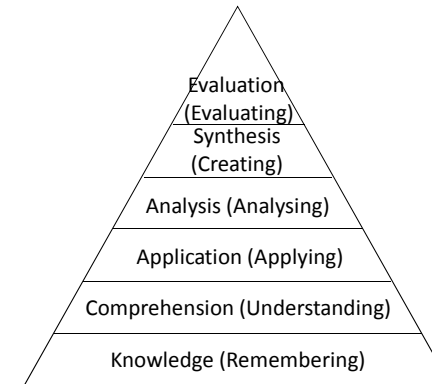 Evaluation
(Evaluating)
Synthesis
(Creating)
Analysis (Analysing)
Application (Applying)
Comprehension (Understanding)
Knowledge (Remembering)